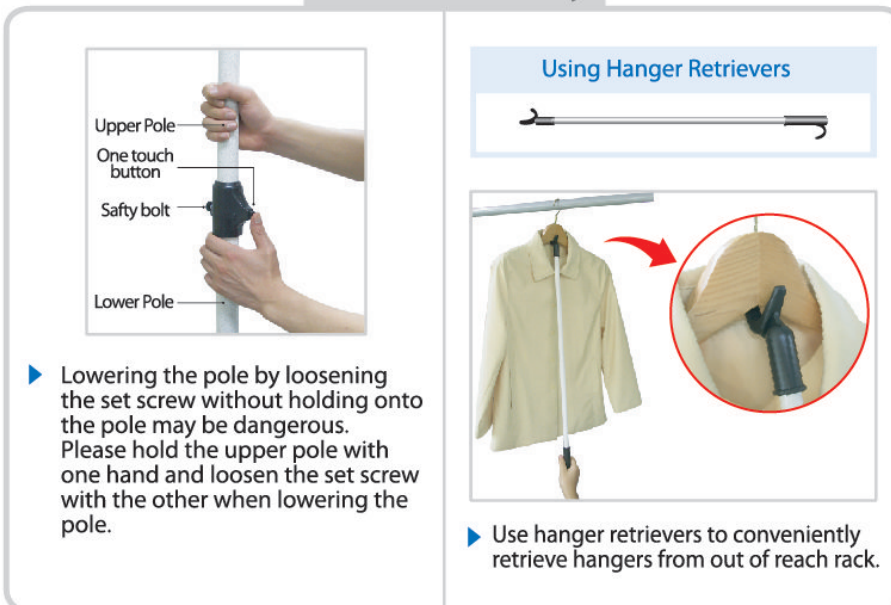 Upper Pole
One touch
button
Safty bolt
Lower Pole
Lowering the pole by loosening
the set screw without holding onto
the pole may be dangerous.
Please hold the upper pole with
one hand and loosen the set screw
with the other when lowering the
pole.
Using Hanger Retrievers
Use hanger retrievers to conveniently
retrieve hangers from out of reach rack.